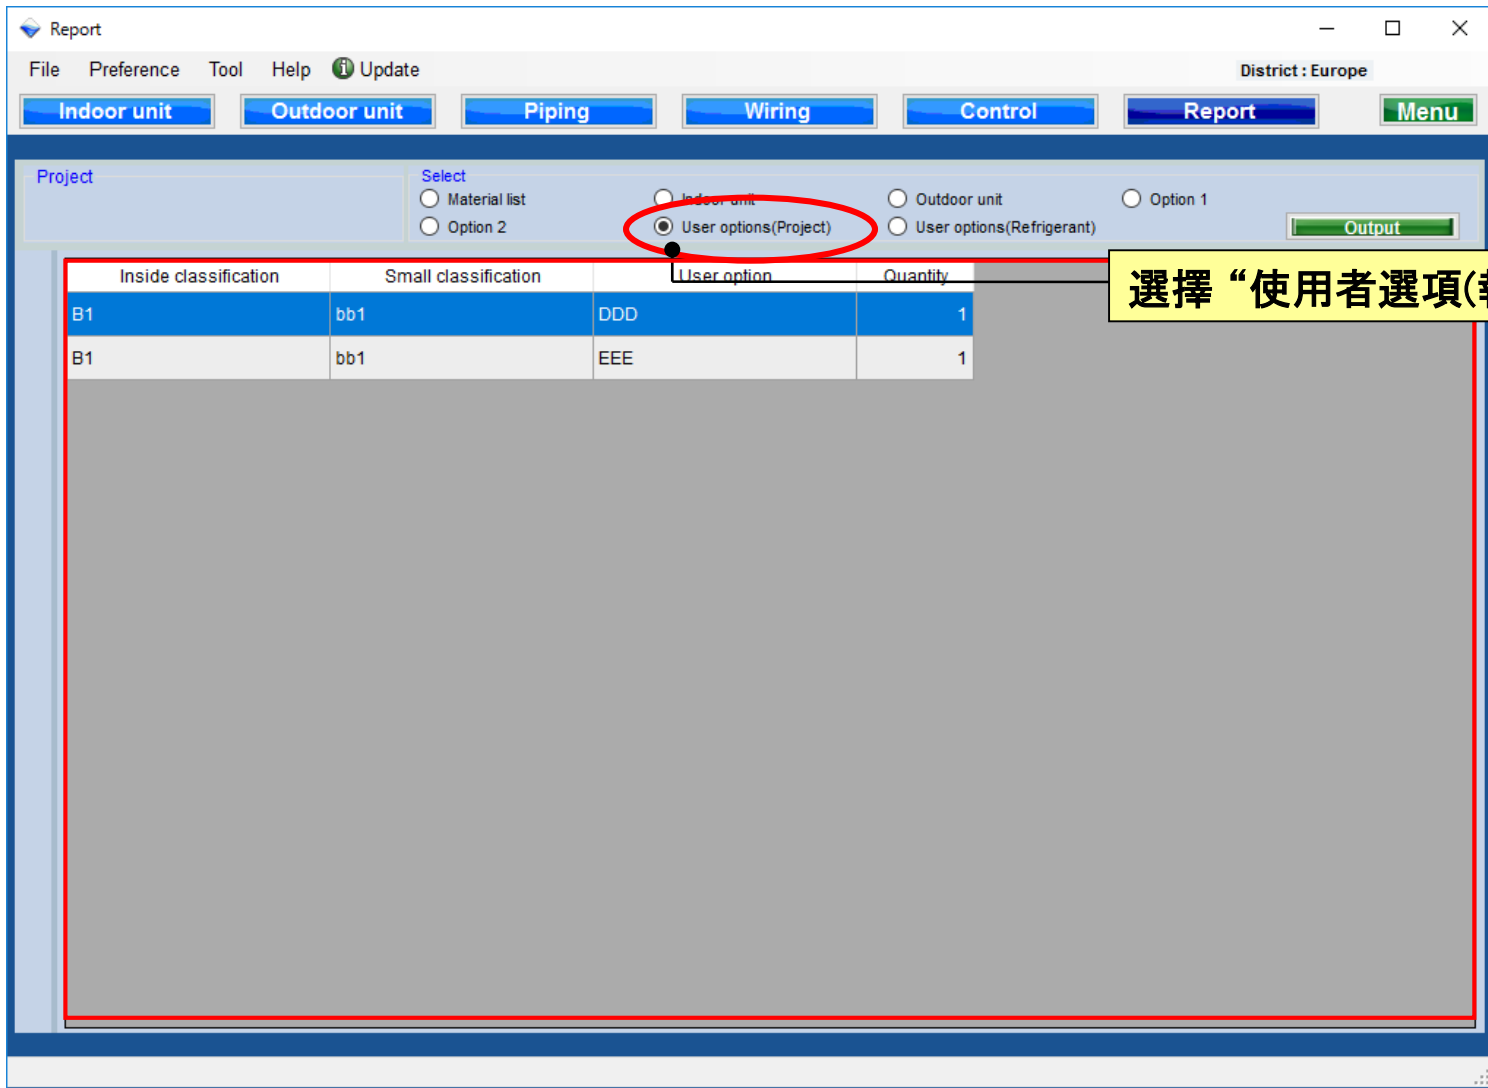 Report
File Preference Tool Help Update
District : Europe
Indoor unit Outdoor unit Piping Wiring Control Report Menu
Project
Select
Material list Indoor unit Outdoor unit Option 1
Option 2 User options(Project) User options(Refrigerant)
Output
選擇 “使用者選項(
Inside classification Small classification User option Quantity
B1 bb1 DDD 1
B1 bb1 EEE 1